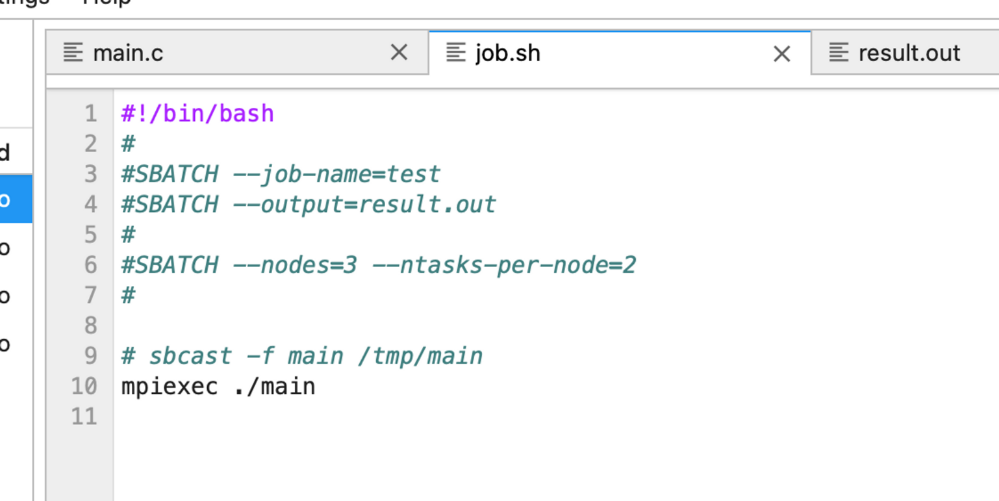 Help
main.c
job.sh
result.out
1 #!/bin/bash
2 #
3 #SBATCH --job-name=test
4 #SBATCH --output=result.out
5 #
6 #SBATCH --nodes=3 --ntasks-per-node=2
7 #
8
9 # sbcast -f main /tmp/main
10 mpiexec ./main
11